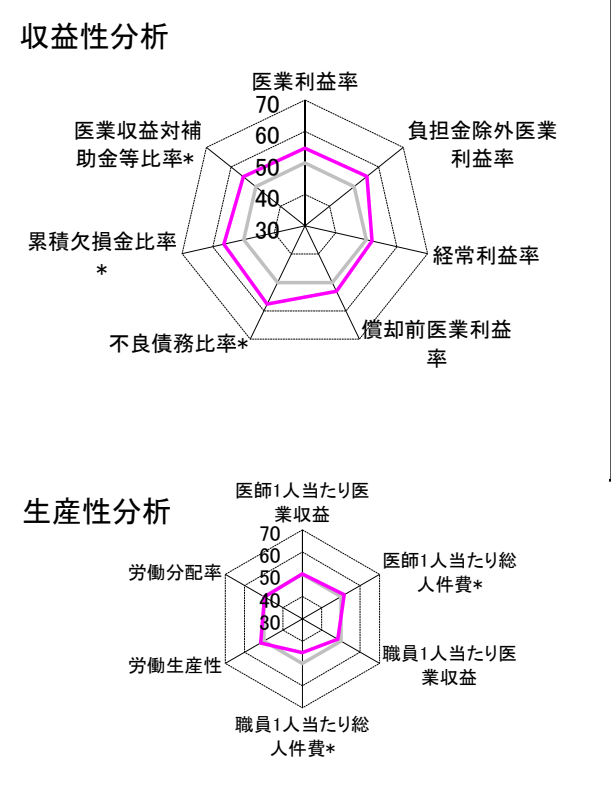 収益性分析
医業利益率
70
60
50
40
30
医業収益対補
助金等比率*
負担金除外医業
利益率
累積欠損金比率
*
経常利益率
不良債務比率*
償却前医業利益
率
生産性分析
医師1人当たり医
業収益
70
60
50
40
30
労働分配率
医師1人当たり総
人件費*
労働生産性
職員1人当たり医
業収益
職員1人当たり総
人件費*